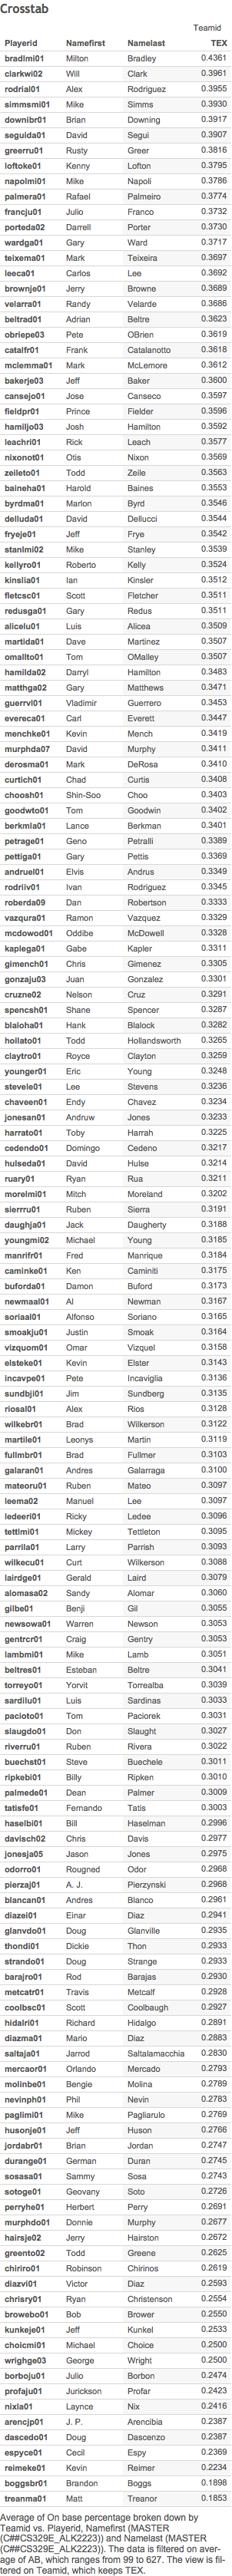 Crosstab
Teamid
Playerid Namefirst Namelast TEX
bradlmi01 Milton Bradley 0.4361
clarkwi02 Will Clark 0.3961
rodrial01 Alex Rodriguez 0.3955
simmsmi01 Mike Simms 0.3930
downibr01 Brian Downing 0.3917
seguida01 David Segui 0.3907
greerru01 Rusty Greer 0.3816
loftoke01 Kenny Lofton 0.3795
napolmi01 Mike Napoli 0.3786
palmera01 Rafael Palmeiro 0.3774
francju01 Julio Franco 0.3732
porteda02 Darrell Porter 0.3730
wardga01 Gary Ward 0.3717
teixema01 Mark Teixeira 0.3697
leeca01 Carlos Lee 0.3692
brownje01 Jerry Browne 0.3689
velarra01 Randy Velarde 0.3686
beltrad01 Adrian Beltre 0.3623
obriepe03 Pete OBrien 0.3619
catalfr01 Frank Catalanotto 0.3618
mclemma01 Mark McLemore 0.3612
bakerje03 Jeff Baker 0.3600
cansejo01 Jose Canseco 0.3597
fieldpr01 Prince Fielder 0.3596
hamiljo03 Josh Hamilton 0.3592
leachri01 Rick Leach 0.3577
nixonot01 Otis Nixon 0.3569
zeileto01 Todd Zeile 0.3563
baineha01 Harold Baines 0.3553
byrdma01 Marlon Byrd 0.3546
delluda01 David Dellucci 0.3544
fryeje01 Jeff Frye 0.3542
stanlmi02 Mike Stanley 0.3539
kellyro01 Roberto Kelly 0.3524
kinslia01 Ian Kinsler 0.3512
fletcsc01 Scott Fletcher 0.3511
redusga01 Gary Redus 0.3511
alicelu01 Luis Alicea 0.3509
martida01 Dave Martinez 0.3507
omallto01 Tom OMalley 0.3507
hamilda02 Darryl Hamilton 0.3483
matthga02 Gary Matthews 0.3471
guerrvl01 Vladimir Guerrero 0.3453
evereca01 Carl Everett 0.3447
menchke01 Kevin Mench 0.3419
murphda07 David Murphy 0.3411
derosma01 Mark DeRosa 0.3410
curtich01 Chad Curtis 0.3408
choosh01 Shin-Soo Choo 0.3403
goodwto01 Tom Goodwin 0.3402
berkmla01 Lance Berkman 0.3401
petrage01 Geno Petralli 0.3389
pettiga01 Gary Pettis 0.3369
andruel01 Elvis Andrus 0.3349
rodriiv01 Ivan Rodriguez 0.3345
roberda09 Dan Robertson 0.3333
vazqura01 Ramon Vazquez 0.3329
mcdowod01 Oddibe McDowell 0.3328
kaplega01 Gabe Kapler 0.3311
gimench01 Chris Gimenez 0.3305
gonzaju03 Juan Gonzalez 0.3301
cruzne02 Nelson Cruz 0.3291
spencsh01 Shane Spencer 0.3287
blaloha01 Hank Blalock 0.3282
hollato01 Todd Hollandsworth 0.3265
claytro01 Royce Clayton 0.3259
younger01 Eric Young 0.3248
stevele01 Lee Stevens 0.3236
chaveen01 Endy Chavez 0.3234
jonesan01 Andruw Jones 0.3233
harrato01 Toby Harrah 0.3225
cedendo01 Domingo Cedeno 0.3217
hulseda01 David Hulse 0.3214
ruary01 Ryan Rua 0.3211
morelmi01 Mitch Moreland 0.3202
sierrru01 Ruben Sierra 0.3191
daughja01 Jack Daugherty 0.3188
youngmi02 Michael Young 0.3185
manrifr01 Fred Manrique 0.3184
caminke01 Ken Caminiti 0.3175
buforda01 Damon Buford 0.3173
newmaal01 Al Newman 0.3167
soriaal01 Alfonso Soriano 0.3165
smoakju01 Justin Smoak 0.3164
vizquom01 Omar Vizquel 0.3158
elsteke01 Kevin Elster 0.3143
incavpe01 Pete Incaviglia 0.3136
sundbji01 Jim Sundberg 0.3135
riosal01 Alex Rios 0.3128
wilkebr01 Brad Wilkerson 0.3122
martile01 Leonys Martin 0.3119
fullmbr01 Brad Fullmer 0.3103
galaran01 Andres Galarraga 0.3100
mateoru01 Ruben Mateo 0.3097
leema02 Manuel Lee 0.3097
ledeeri01 Ricky Ledee 0.3096
tettlmi01 Mickey Tettleton 0.3095
parrila01 Larry Parrish 0.3093
wilkecu01 Curt Wilkerson 0.3088
lairdge01 Gerald Laird 0.3079
alomasa02 Sandy Alomar 0.3060
gilbe01 Benji Gil 0.3055
newsowa01 Warren Newson 0.3053
gentrcr01 Craig Gentry 0.3053
lambmi01 Mike Lamb 0.3051
beltres01 Esteban Beltre 0.3041
torreyo01 Yorvit Torrealba 0.3039
sardilu01 Luis Sardinas 0.3033
pacioto01 Tom Paciorek 0.3031
slaugdo01 Don Slaught 0.3027
riverru01 Ruben Rivera 0.3022
buechst01 Steve Buechele 0.3011
ripkebi01 Billy Ripken 0.3010
palmede01 Dean Palmer 0.3009
tatisfe01 Fernando Tatis 0.3003
haselbi01 Bill Haselman 0.2996
davisch02 Chris Davis 0.2977
jonesja05 Jason Jones 0.2975
odorro01 Rougned Odor 0.2968
pierzaj01 A. J. Pierzynski 0.2968
blancan01 Andres Blanco 0.2961
diazei01 Einar Diaz 0.2941
glanvdo01 Doug Glanville 0.2935
thondi01 Dickie Thon 0.2933
strando01 Doug Strange 0.2933
barajro01 Rod Barajas 0.2930
metcatr01 Travis Metcalf 0.2928
coolbsc01 Scott Coolbaugh 0.2927
hidalri01 Richard Hidalgo 0.2891
diazma01 Mario Diaz 0.2883
saltaja01 Jarrod Saltalamacchia 0.2830
mercaor01 Orlando Mercado 0.2793
molinbe01 Bengie Molina 0.2789
nevinph01 Phil Nevin 0.2783
paglimi01 Mike Pagliarulo 0.2769
husonje01 Jeff Huson 0.2766
jordabr01 Brian Jordan 0.2747
durange01 German Duran 0.2745
sosasa01 Sammy Sosa 0.2743
sotoge01 Geovany Soto 0.2726
perryhe01 Herbert Perry 0.2691
murphdo01 Donnie Murphy 0.2677
hairsje02 Jerry Hairston 0.2672
greento02 Todd Greene 0.2625
chiriro01 Robinson Chirinos 0.2619
diazvi01 Victor Diaz 0.2593
chrisry01 Ryan Christenson 0.2554
browebo01 Bob Brower 0.2550
kunkeje01 Jeff Kunkel 0.2533
choicmi01 Michael Choice 0.2500
wrighge03 George Wright 0.2500
borboju01 Julio Borbon 0.2474
profaju01 Jurickson Profar 0.2423
nixla01 Laynce Nix 0.2416
arencjp01 J. P. Arencibia 0.2387
dascedo01 Doug Dascenzo 0.2387
espyce01 Cecil Espy 0.2369
reimeke01 Kevin Reimer 0.2234
boggsbr01 Brandon Boggs 0.1898
treanma01 Matt Treanor 0.1853
Average of On base percentage broken down by
Teamid vs. Playerid, Namefirst (MASTER
(C##CS329E_ALK2223)) and Namelast (MASTER
(C##CS329E_ALK2223)). The data is filtered on aver-
age of AB, which ranges from 99 to 627. The view is fil-
tered on Teamid, which keeps TEX.